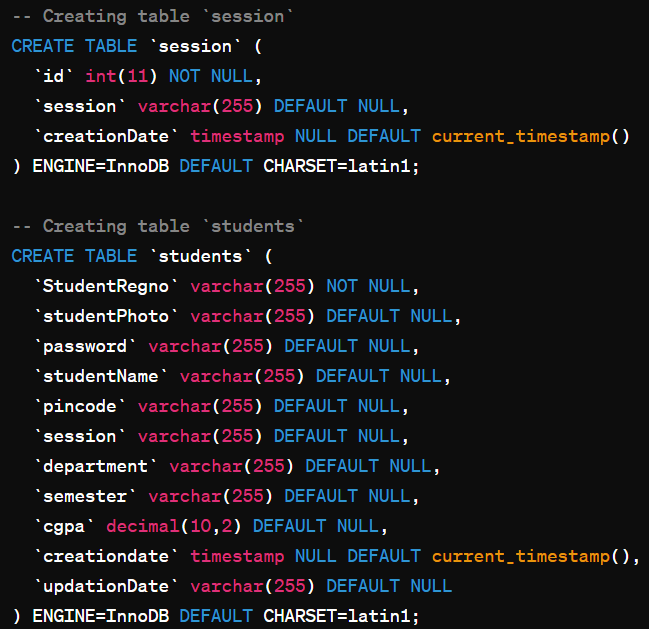 -- Creating table `session`
CREATE TABLE `session` (
  `id` int(11) NOT NULL,
  `session` varchar(255) DEFAULT NULL,
  `creationDate` timestamp NULL DEFAULT current_timestamp()
) ENGINE=InnoDB DEFAULT CHARSET=latin1;

-- Creating table `students`
CREATE TABLE `students` (
  `StudentRegno` varchar(255) NOT NULL,
  `studentPhoto` varchar(255) DEFAULT NULL,
  `password` varchar(255) DEFAULT NULL,
  `studentName` varchar(255) DEFAULT NULL,
  `pincode` varchar(255) DEFAULT NULL,
  `session` varchar(255) DEFAULT NULL,
  `department` varchar(255) DEFAULT NULL,
  `semester` varchar(255) DEFAULT NULL,
  `cgpa` decimal(10,2) DEFAULT NULL,
  `creationdate` timestamp NULL DEFAULT current_timestamp(),
  `updationDate` varchar(255) DEFAULT NULL
) ENGINE=InnoDB DEFAULT CHARSET=latin1;